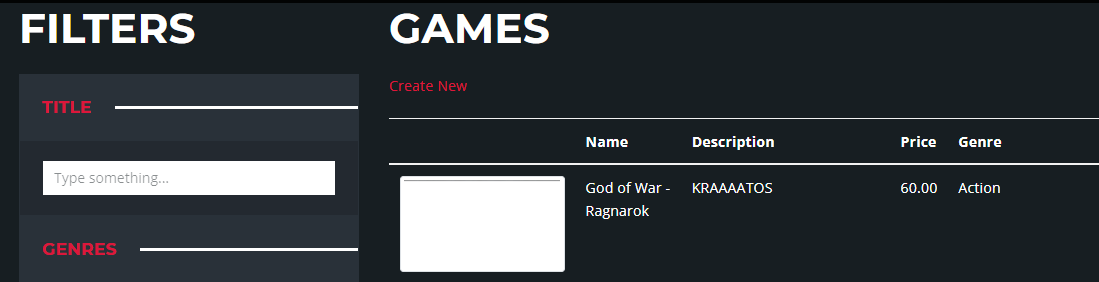 FILTERS
GAMES
TITLE
Type something...
GENRES
Create New
Name Description Price Genre
God of War - KRAAAATOS 60.00 Action
Ragnarok